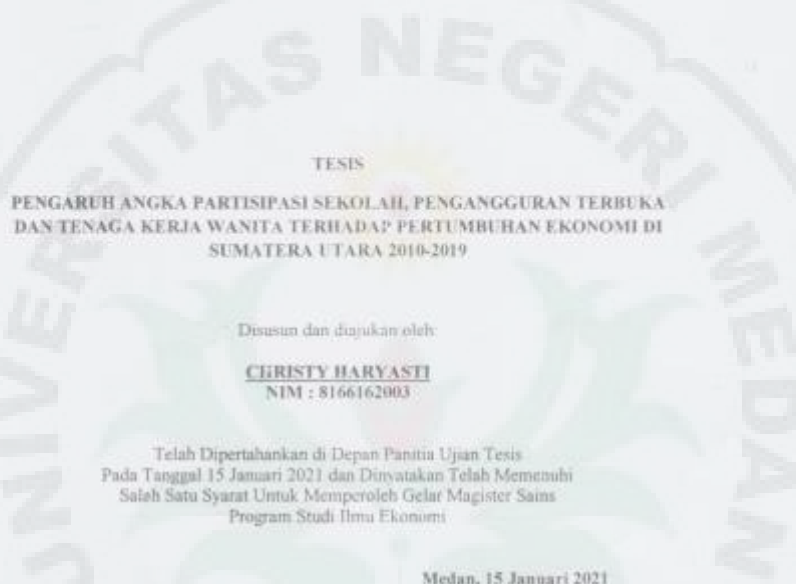 UNIVERSITAS NEGERI MEDAN
TESIS
PENGARUH ANGKA PARTISIPASI SEKOLAH, PENGANGGURAN TERBUKA
DAN TENAGA KERJA WANITA TERHADAP PERTUMBUHAN EKONOMI DI
SUMATERA UTARA 2010-2019
Disusun dan diajukan oleh:
CHRISTY HARYASTI
NIM : 8166162003
Telah Dipertahankan di Depan Panitia Ujian Tesis
Pada Tanggal 15 Januari 2021 dan Dinyatakan Telah Memenuhi
Salah Satu Syarat Untuk Memperoleh Gelar Magister Sains
Program Studi Ilmu Ekonomi
Medan, 15 Januari 2021